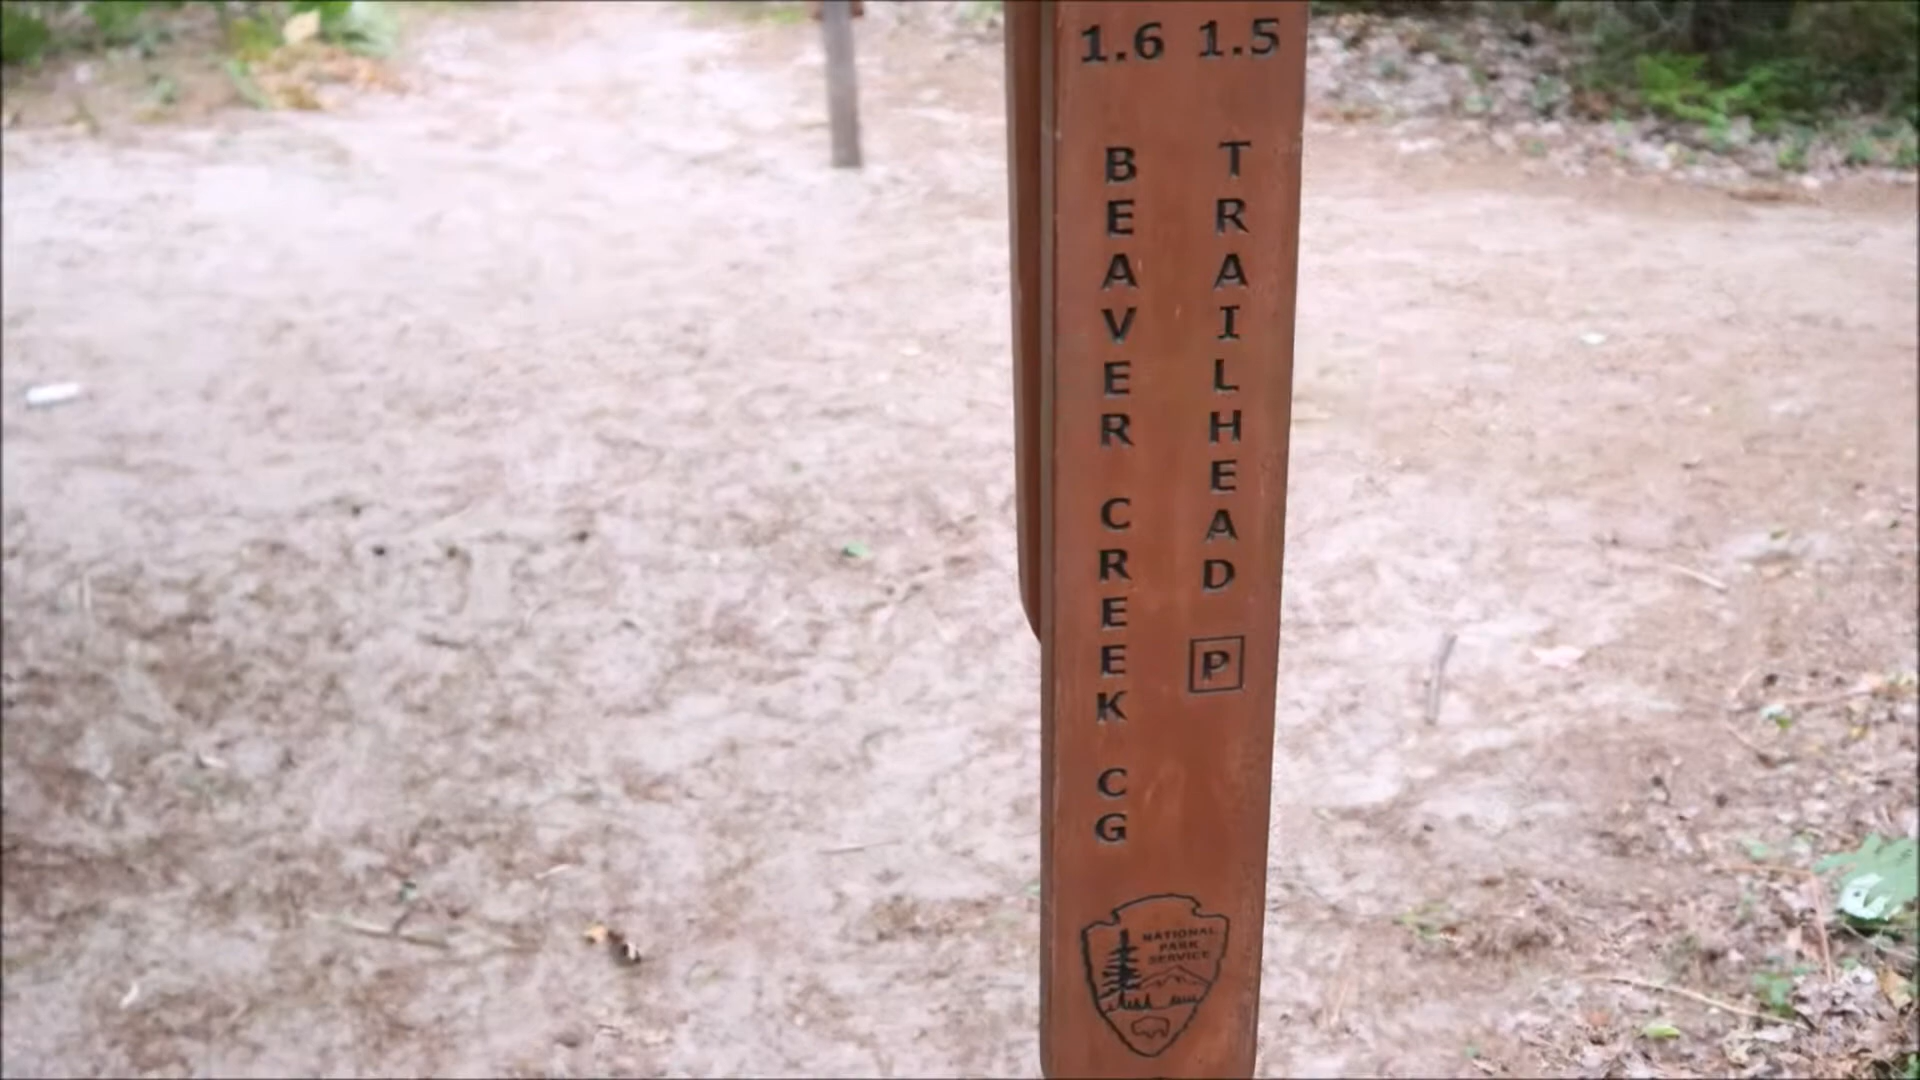 1.6 1.5
BEAVER CREEK CG
TRAILHEAD
P
NATIONAL
PARK
SERVICE